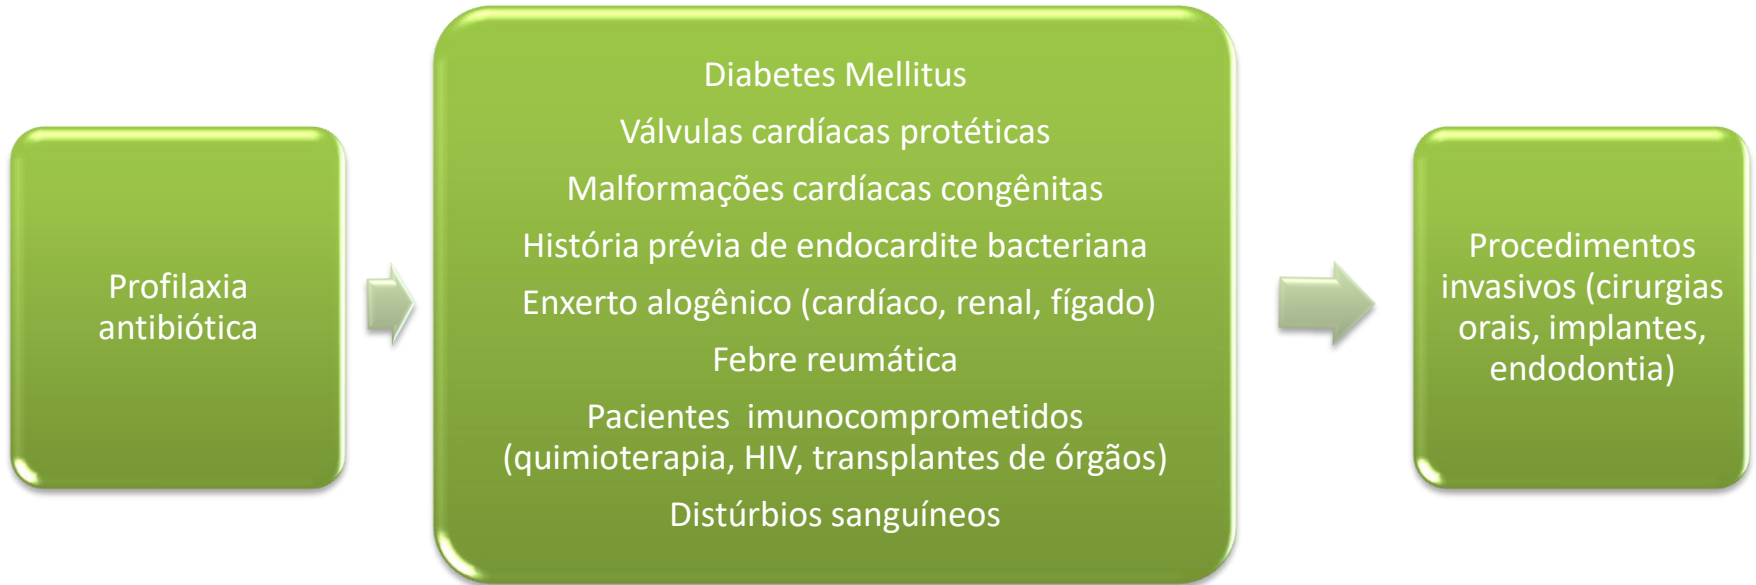 Profilaxia
antibiótica
Diabetes Mellitus
Válvulas cardíacas protéticas
Malformações cardíacas congênitas
História prévia de endocardite bacteriana
Enxerto alogênico (cardíaco, renal, fígado)
Febre reumática
Pacientes imunocomprometidos
(quimioterapia, HIV, transplantes de órgãos)
Distúrbios sanguíneos
Procedimentos
invasivos (cirurgias
orais, implantes,
endodontia)